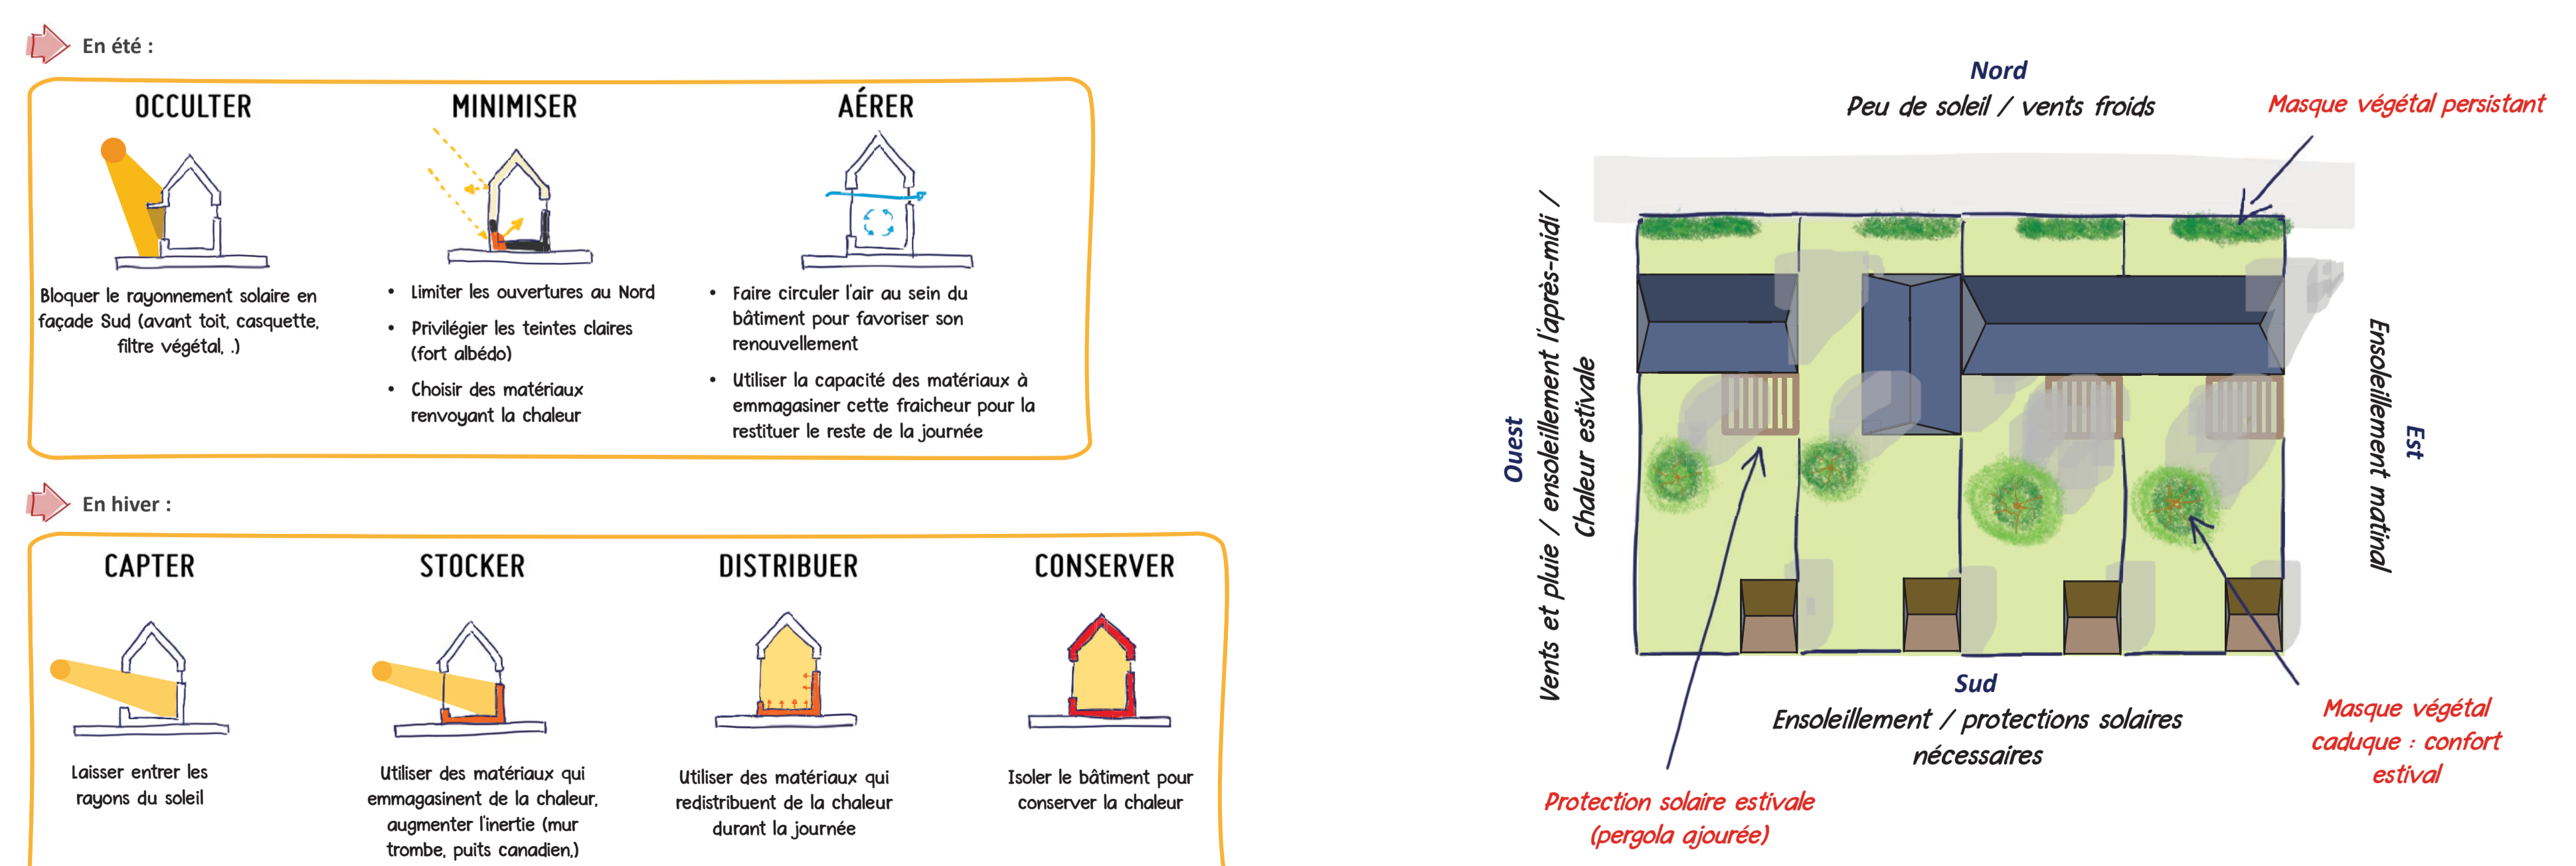 En été :
OCCULTER
Bloquer le rayonnement solaire en
façade Sud (avant toit, casquette,
filtre végétal, .)
MINIMISER
• Limiter les ouvertures au Nord
• Privilégier les teintes claires
(fort albédo)
• Choisir des matériaux
renvoyant la chaleur
AÉRER
• Faire circuler l'air au sein du
bâtiment pour favoriser son
renouvellement
• Utiliser la capacité des matériaux à
emmagasiner cette fraicheur pour la
restituer le reste de la journée
En hiver :
CAPTER
Laisser entrer les
rayons du soleil
STOCKER
Utiliser des matériaux qui
emmagasinent de la chaleur,
augmenter l'inertie (mur
trombe, puits canadien,)
DISTRIBUER
Utiliser des matériaux qui
redistribuent de la chaleur
durant la journée
CONSERVER
Isoler le bâtiment pour
conserver la chaleur
Nord
Peu de soleil / vents froids
Masque végétal persistant
Ouest
Vents et pluie / ensoleillement l'après-midi /
Chaleur estivale
Est
Ensoleillement matinal
Sud
Ensoleillement / protections solaires
nécessaires
Masque végétal
caduque : confort
estival
Protection solaire estivale
(pergola ajourée)